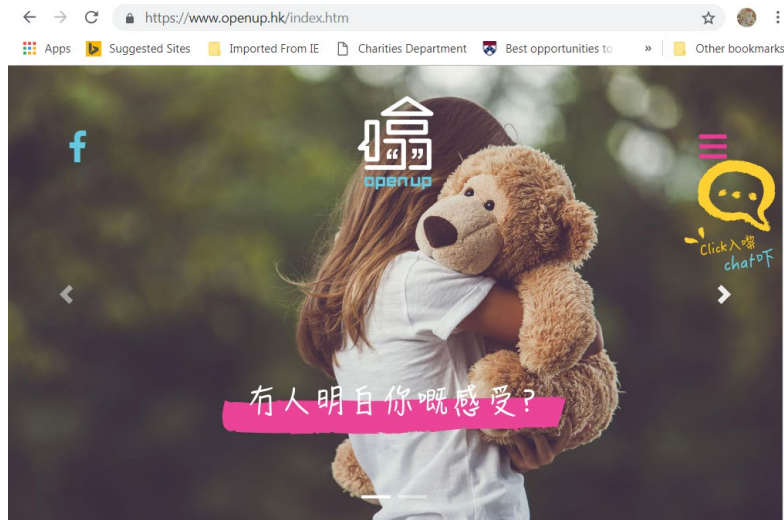 https://www.openup.hk/index.htm
Apps Suggested Sites Imported From IE Charities Department Best opportunities to » Other bookmarks
f
“ ”
openup
Click入嚟
chat吓
冇人明白你嘅感受?